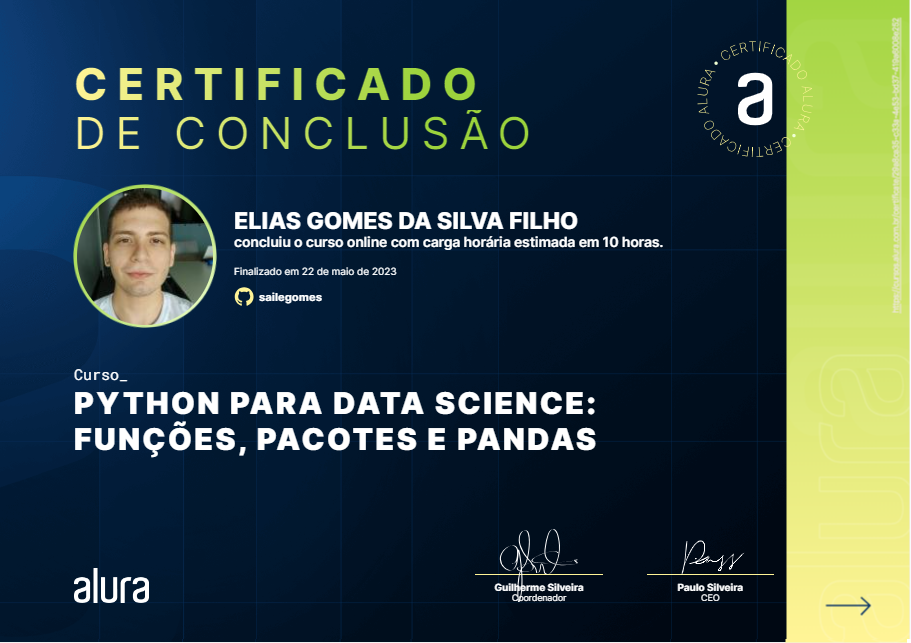 CERTIFICADO
DE CONCLUSÃO
CERTIFICADO ALURA • CERTIFICADO ALURA •
a
ELIAS GOMES DA SILVA FILHO
concluiu o curso online com carga horária estimada em 10 horas.
Finalizado em 22 de maio de 2023
sailegomes
Curso_
PYTHON PARA DATA SCIENCE:
FUNÇÕES, PACOTES E PANDAS
alura
Guilherme Silveira
Coordenador
Paulo Silveira
CEO
alura